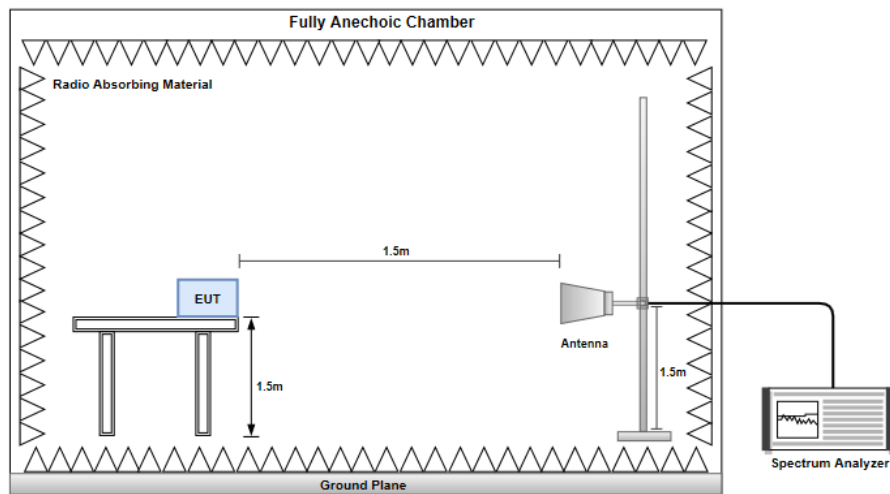 Fully Anechoic Chamber
Radio Absorbing Material
1.5m
EUT
Antenna
1.5m
1.5m
Spectrum Analyzer
Ground Plane